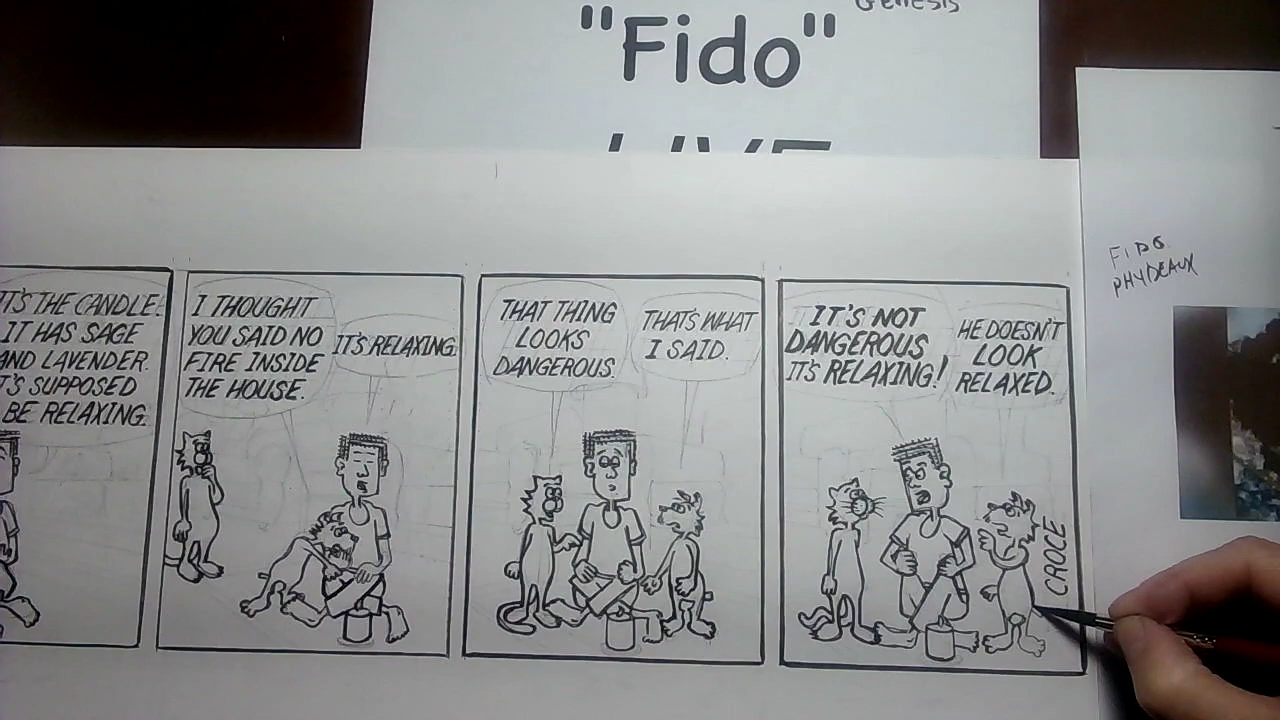 Genesis
"Fido"
LIVE
FIDO
PHYDEAUX
IT'S THE CANDLE.
IT HAS SAGE
AND LAVENDER.
IT'S SUPPOSED
BE RELAXING.
I THOUGHT
YOU SAID NO
FIRE INSIDE
THE HOUSE.
IT'S RELAXING.
THAT THING
LOOKS
DANGEROUS.
THAT'S WHAT
I SAID.
IT'S NOT
DANGEROUS
IT'S RELAXING!
HE DOESN'T
LOOK
RELAXED.
CROCE